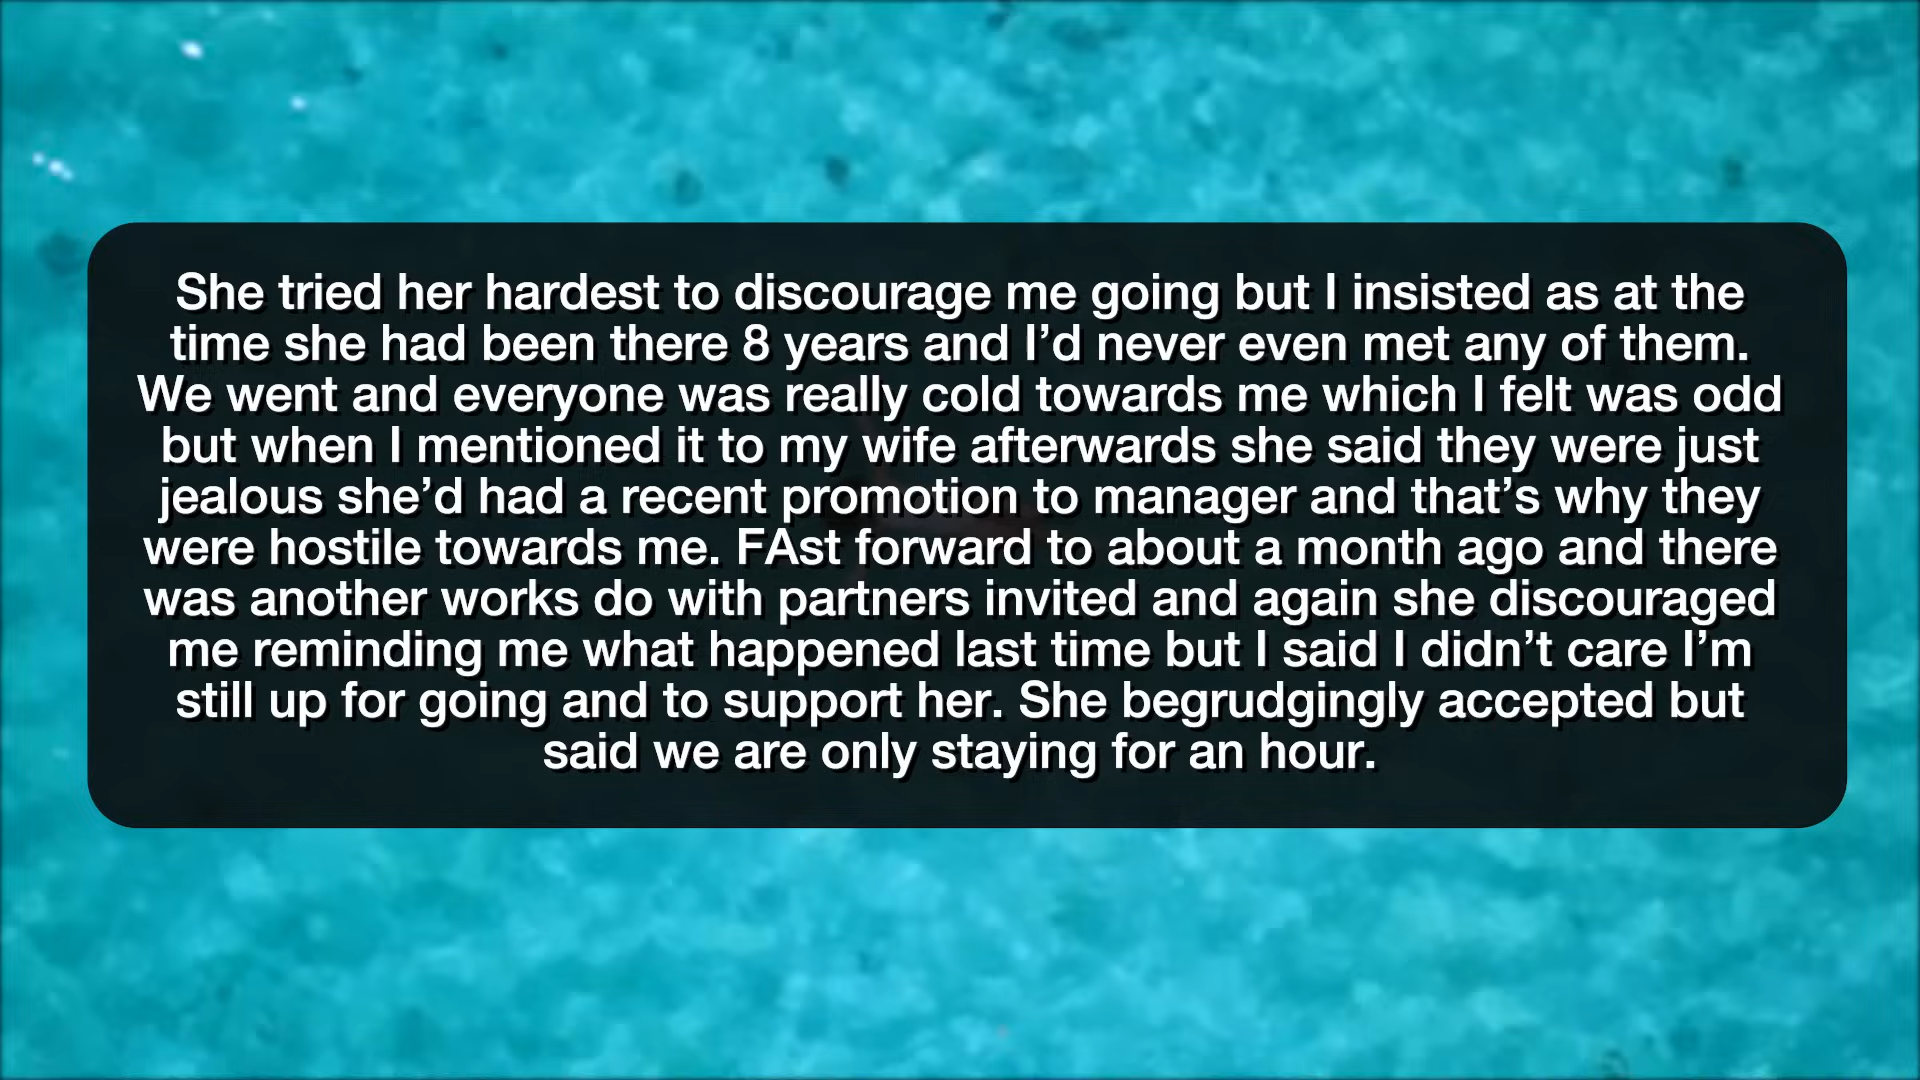 She tried her hardest to discourage me going but I insisted as at the
time she had been there 8 years and I’d never even met any of them.
We went and everyone was really cold towards me which I felt was odd
but when I mentioned it to my wife afterwards she said they were just
jealous she’d had a recent promotion to manager and that’s why they
were hostile towards me. FAst forward to about a month ago and there
was another works do with partners invited and again she discouraged
me reminding me what happened last time but I said I didn’t care I’m
still up for going and to support her. She begrudgingly accepted but
said we are only staying for an hour.